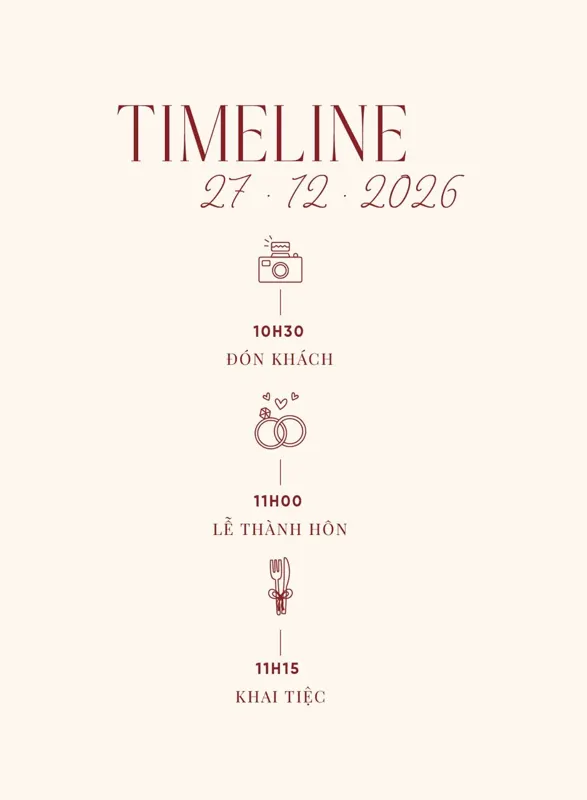 TIMELINE
27 · 12 · 2026
10H30
ĐÓN KHÁCH
11H00
LỄ THÀNH HÔN
11H15
KHAI TIỆC